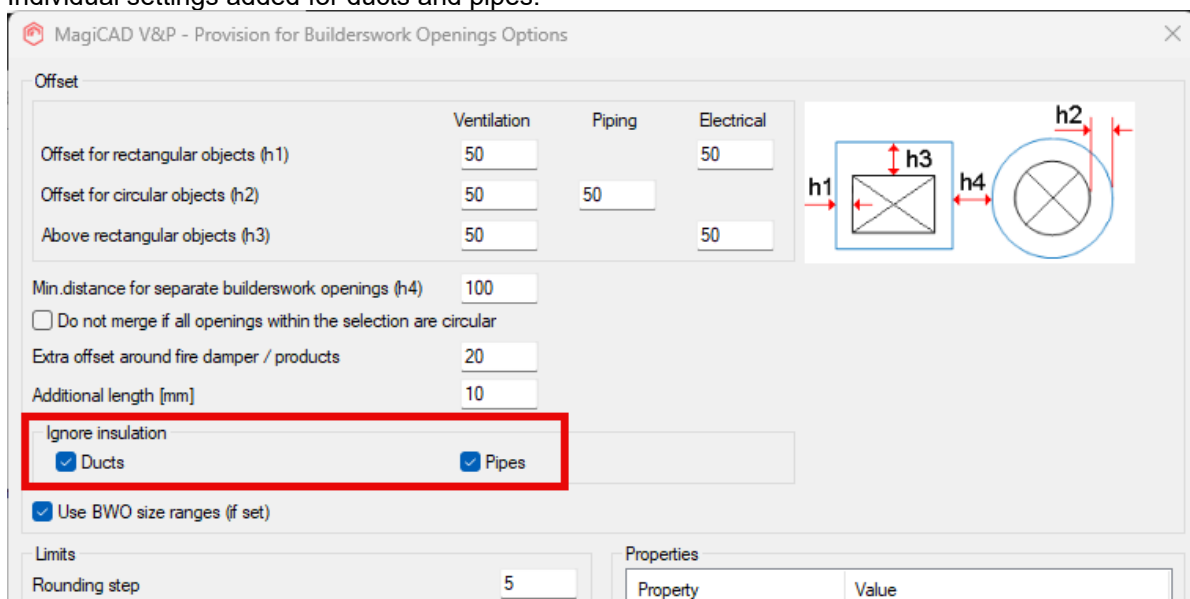 Individual settings added for ducts and pipes.
MagiCAD V&P - Provision for Builderswork Openings Options
Offset
Ventilation Piping Electrical
Offset for rectangular objects (h1) 50 50
Offset for circular objects (h2) 50 50
Above rectangular objects (h3) 50 50
h1
h3
h4
h2
Min.distance for separate builderswork openings (h4) 100
Do not merge if all openings within the selection are circular
Extra offset around fire damper / products 20
Additional length [mm] 10
Ignore insulation
Ducts Pipes
Use BWO size ranges (if set)
Limits
Rounding step 5
Properties
Property Value